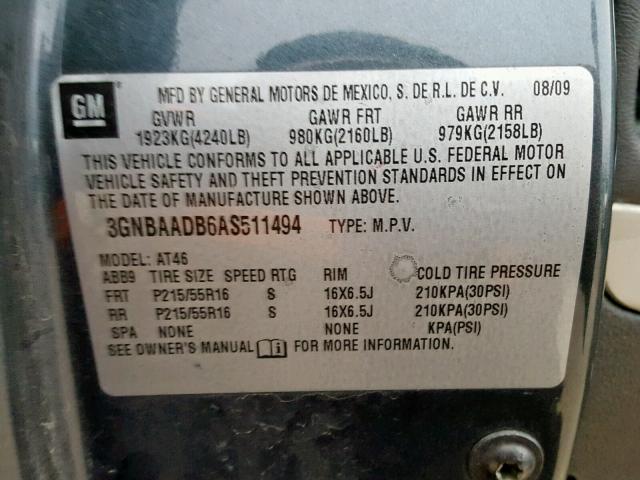 GM
MFD BY GENERAL MOTORS DE MEXICO, S. DE R.L. DE C.V. 08/09
GVWR GAWR FRT GAWR RR
1923KG(4240LB) 980KG(2160LB) 979KG(2158LB)
THIS VEHICLE CONFORMS TO ALL APPLICABLE U.S. FEDERAL MOTOR
VEHICLE SAFETY AND THEFT PREVENTION STANDARDS IN EFFECT ON
THE DATE OF MANUFACTURE SHOWN ABOVE.
3GNBAADB6AS511494 TYPE: M.P.V.
MODEL: AT46
ABB9 TIRE SIZE SPEED RTG RIM COLD TIRE PRESSURE
FRT P215/55R16 S 16X6.5J 210KPA(30PSI)
RR P215/55R16 S 16X6.5J 210KPA(30PSI)
SPA NONE NONE KPA(PSI)
SEE OWNER'S MANUAL FOR MORE INFORMATION.